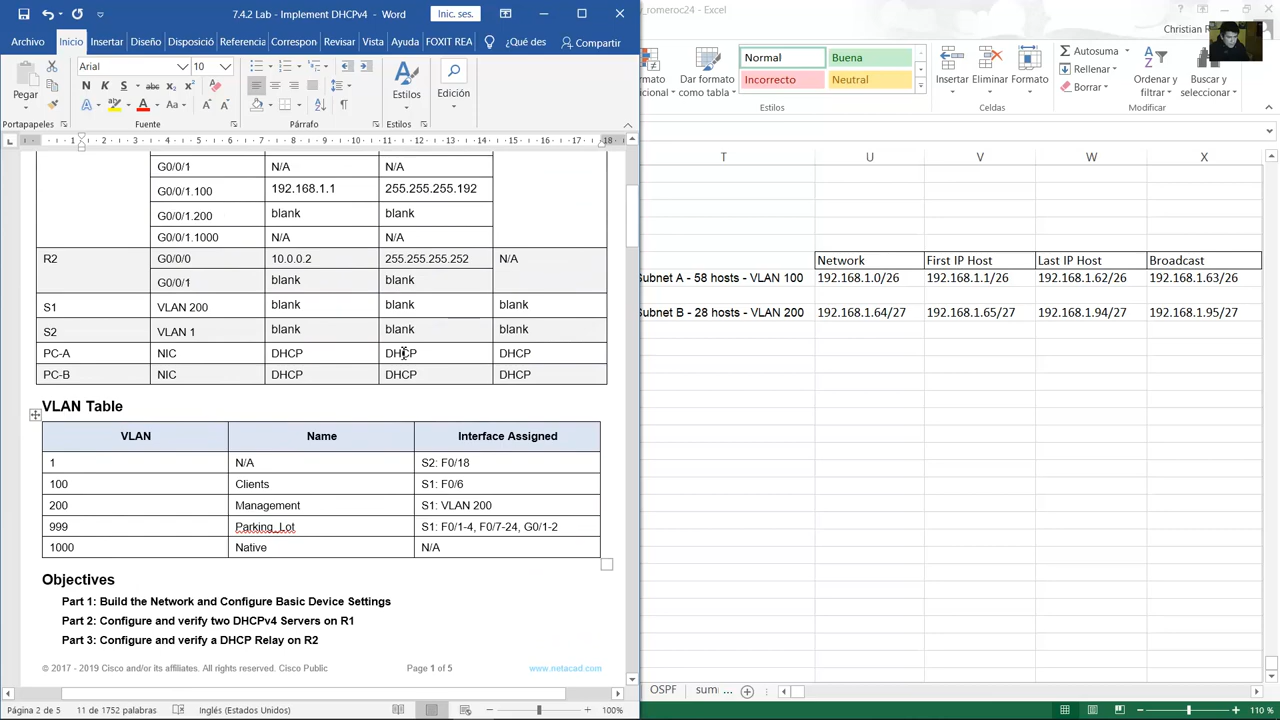 7.4.2 Lab - Implement DHCPv4 - Word
Inic. ses.
Archivo Inicio Insertar Diseño Disposició Referencia Correspon Revisar Vista Ayuda FOXIT REA ¿Qué des Compartir
Arial 10
Pegar
N K S
Estilos
Edición
Portapapeles Fuente Párrafo Estilos
G0/0/1 N/A N/A
G0/0/1.100 192.168.1.1 255.255.255.192
G0/0/1.200 blank blank
G0/0/1.1000 N/A N/A
R2 G0/0/0 10.0.0.2 255.255.255.252 N/A
G0/0/1 blank blank
S1 VLAN 200 blank blank blank
S2 VLAN 1 blank blank blank
PC-A NIC DHCP DHCP DHCP
PC-B NIC DHCP DHCP DHCP
VLAN Table
VLAN Name Interface Assigned
1 N/A S2: F0/18
100 Clients S1: F0/6
200 Management S1: VLAN 200
999 Parking_Lot S1: F0/1-4, F0/7-24, G0/1-2
1000 Native N/A
Objectives
Part 1: Build the Network and Configure Basic Device Settings
Part 2: Configure and verify two DHCPv4 Servers on R1
Part 3: Configure and verify a DHCP Relay on R2
© 2017 - 2019 Cisco and/or its affiliates. All rights reserved. Cisco Public Page 1 of 5 www.netacad.com
Página 2 de 5 11 de 1752 palabras Inglés (Estados Unidos) 100%
_romeroc24 - Excel
Christian R
ormato
icional
Dar formato
como tabla
Normal Buena
Incorrecto Neutral
Insertar Eliminar Formato
Autosuma
Rellenar
Borrar
Ordenar y
filtrar
Buscar y
seleccionar
Estilos Celdas Modificar
T U V W X
Network First IP Host Last IP Host Broadcast
Subnet A - 58 hosts - VLAN 100 192.168.1.0/26 192.168.1.1/26 192.168.1.62/26 192.168.1.63/26
Subnet B - 28 hosts - VLAN 200 192.168.1.64/27 192.168.1.65/27 192.168.1.94/27 192.168.1.95/27
OSPF sum ...
110 %